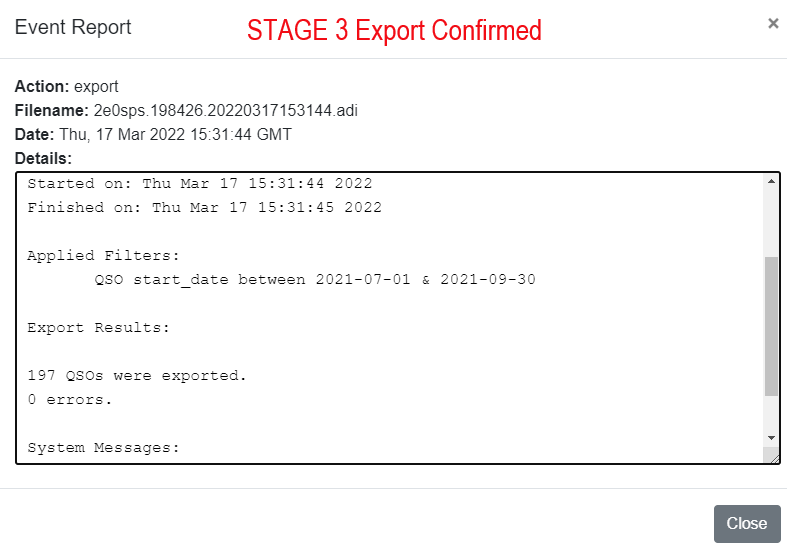 Event Report
STAGE 3 Export Confirmed
×
Action: export
Filename: 2e0sps.198426.20220317153144.adi
Date: Thu, 17 Mar 2022 15:31:44 GMT
Details:
Started on: Thu Mar 17 15:31:44 2022
Finished on: Thu Mar 17 15:31:45 2022
Applied Filters:
QSO start_date between 2021-07-01 & 2021-09-30
Export Results:
197 QSOs were exported.
0 errors.
System Messages:
Close